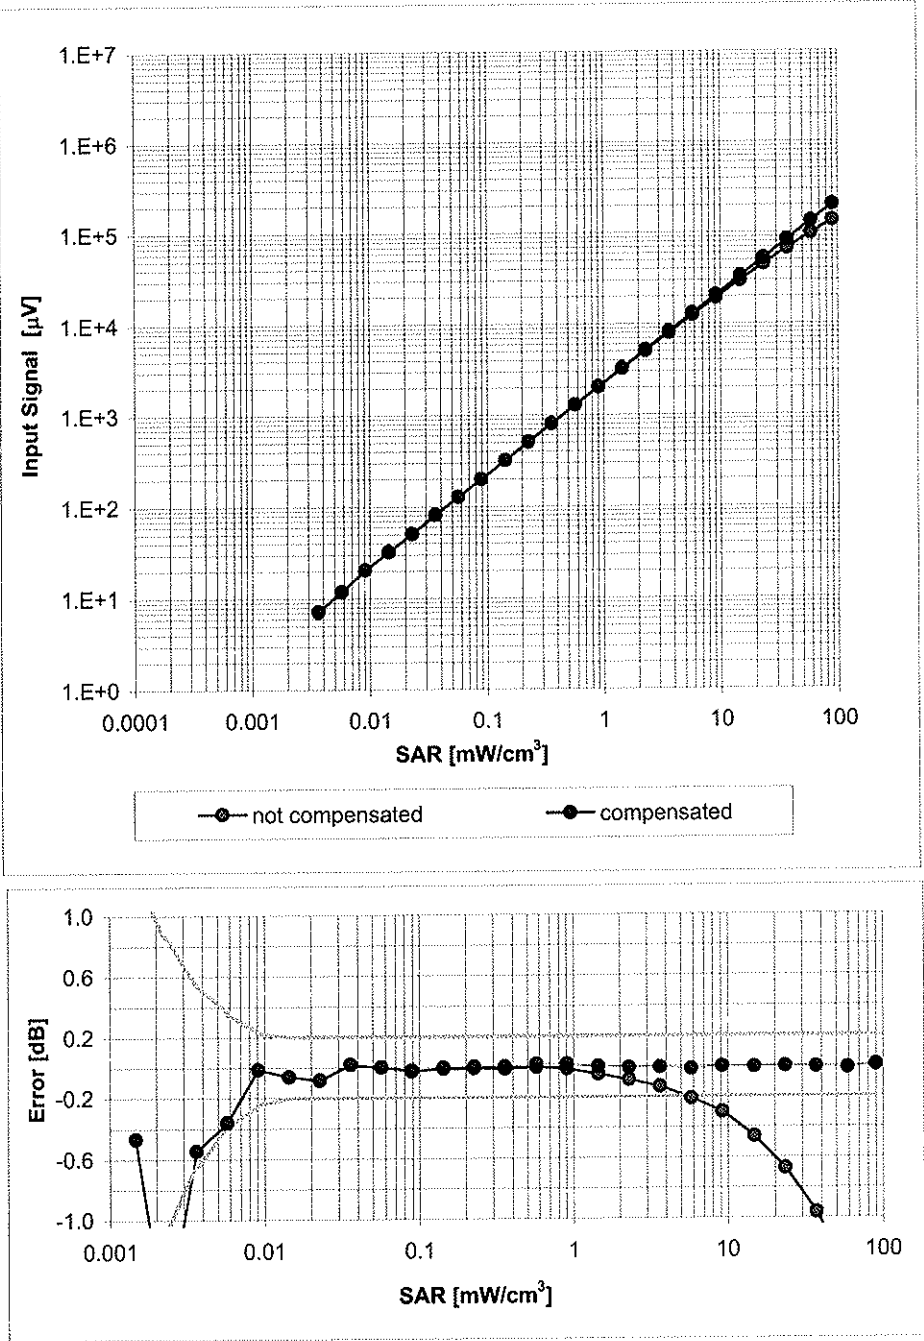 1.E+7
1.E+6
1.E+5
1.E+4
1.E+3
1.E+2
1.E+1
1.E+0
Input Signal [µV]
0.0001 0.001 0.01 0.1 1 10 100
SAR [mW/cm³]
not compensated compensated
1.0
0.6
0.2
-0.2
-0.6
-1.0
Error [dB]
0.001 0.01 0.1 1 10 100
SAR [mW/cm³]